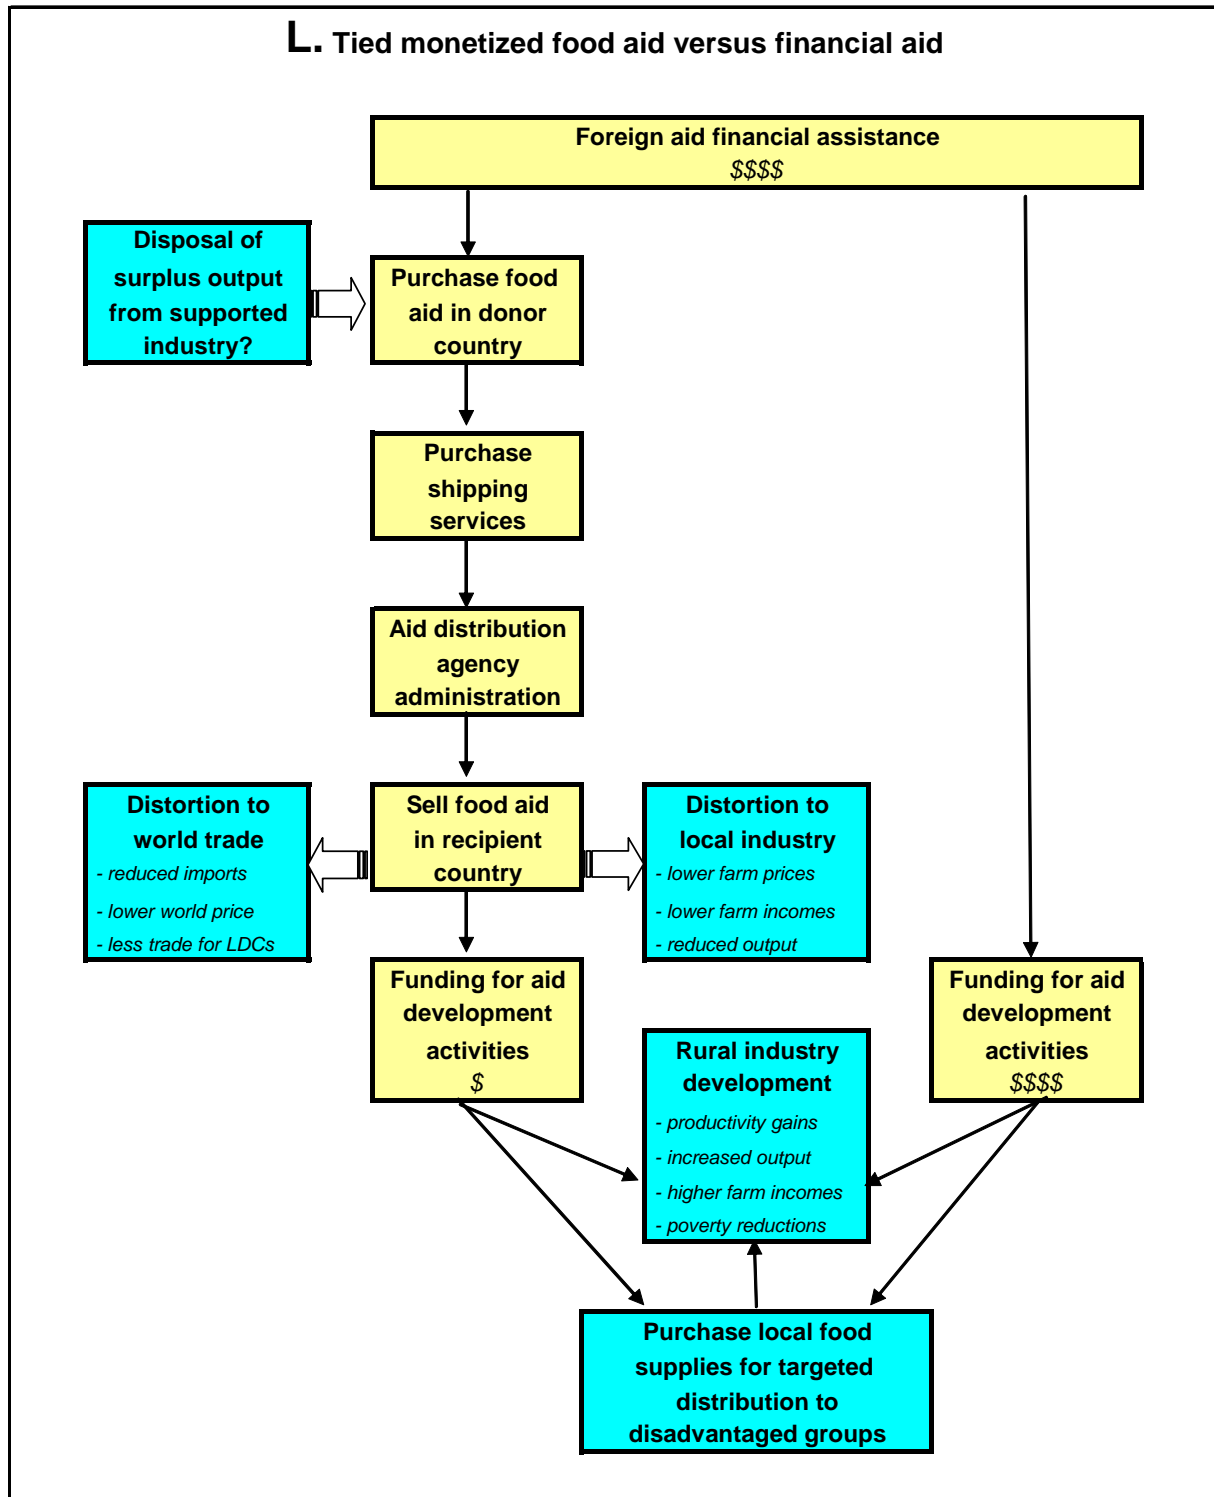 L. Tied monetized food aid versus financial aid
Foreign aid financial assistance
$$$$
Disposal of
surplus output
from supported
industry?
Purchase food
aid in donor
country
Purchase
shipping
services
Aid distribution
agency
administration
Distortion to
world trade
- reduced imports
- lower world price
- less trade for LDCs
Sell food aid
in recipient
country
Distortion to
local industry
- lower farm prices
- lower farm incomes
- reduced output
Funding for aid
development
activities
$
Rural industry
development
- productivity gains
- increased output
- higher farm incomes
- poverty reductions
Funding for aid
development
activities
$$$$
Purchase local food
supplies for targeted
distribution to
disadvantaged groups